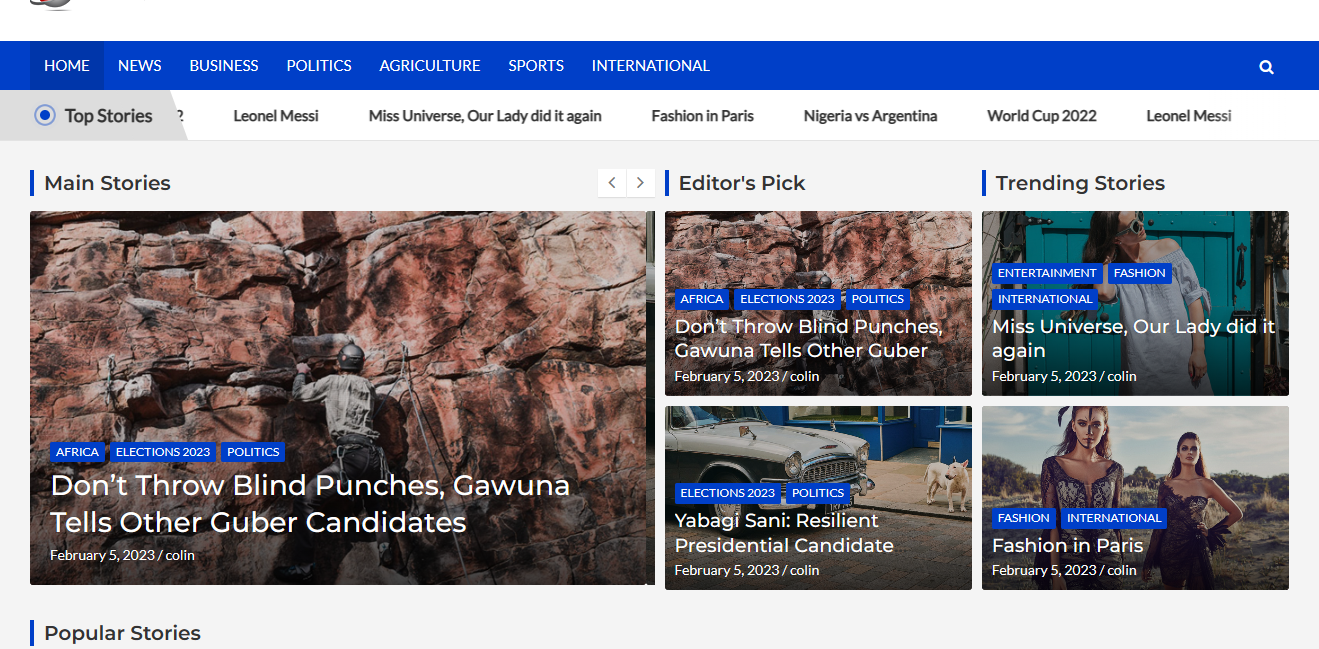 HOME NEWS BUSINESS POLITICS AGRICULTURE SPORTS INTERNATIONAL
Top Stories Leonel Messi Miss Universe, Our Lady did it again Fashion in Paris Nigeria vs Argentina World Cup 2022 Leonel Messi
Main Stories
AFRICA ELECTIONS 2023 POLITICS
Don’t Throw Blind Punches, Gawuna
Tells Other Guber Candidates
February 5, 2023 / colin
Editor's Pick
AFRICA ELECTIONS 2023 POLITICS
Don’t Throw Blind Punches,
Gawuna Tells Other Guber
February 5, 2023 / colin
ELECTIONS 2023 POLITICS
Yabagi Sani: Resilient
Presidential Candidate
February 5, 2023 / colin
Trending Stories
ENTERTAINMENT FASHION
INTERNATIONAL
Miss Universe, Our Lady did it
again
February 5, 2023 / colin
FASHION INTERNATIONAL
Fashion in Paris
February 5, 2023 / colin
Popular Stories